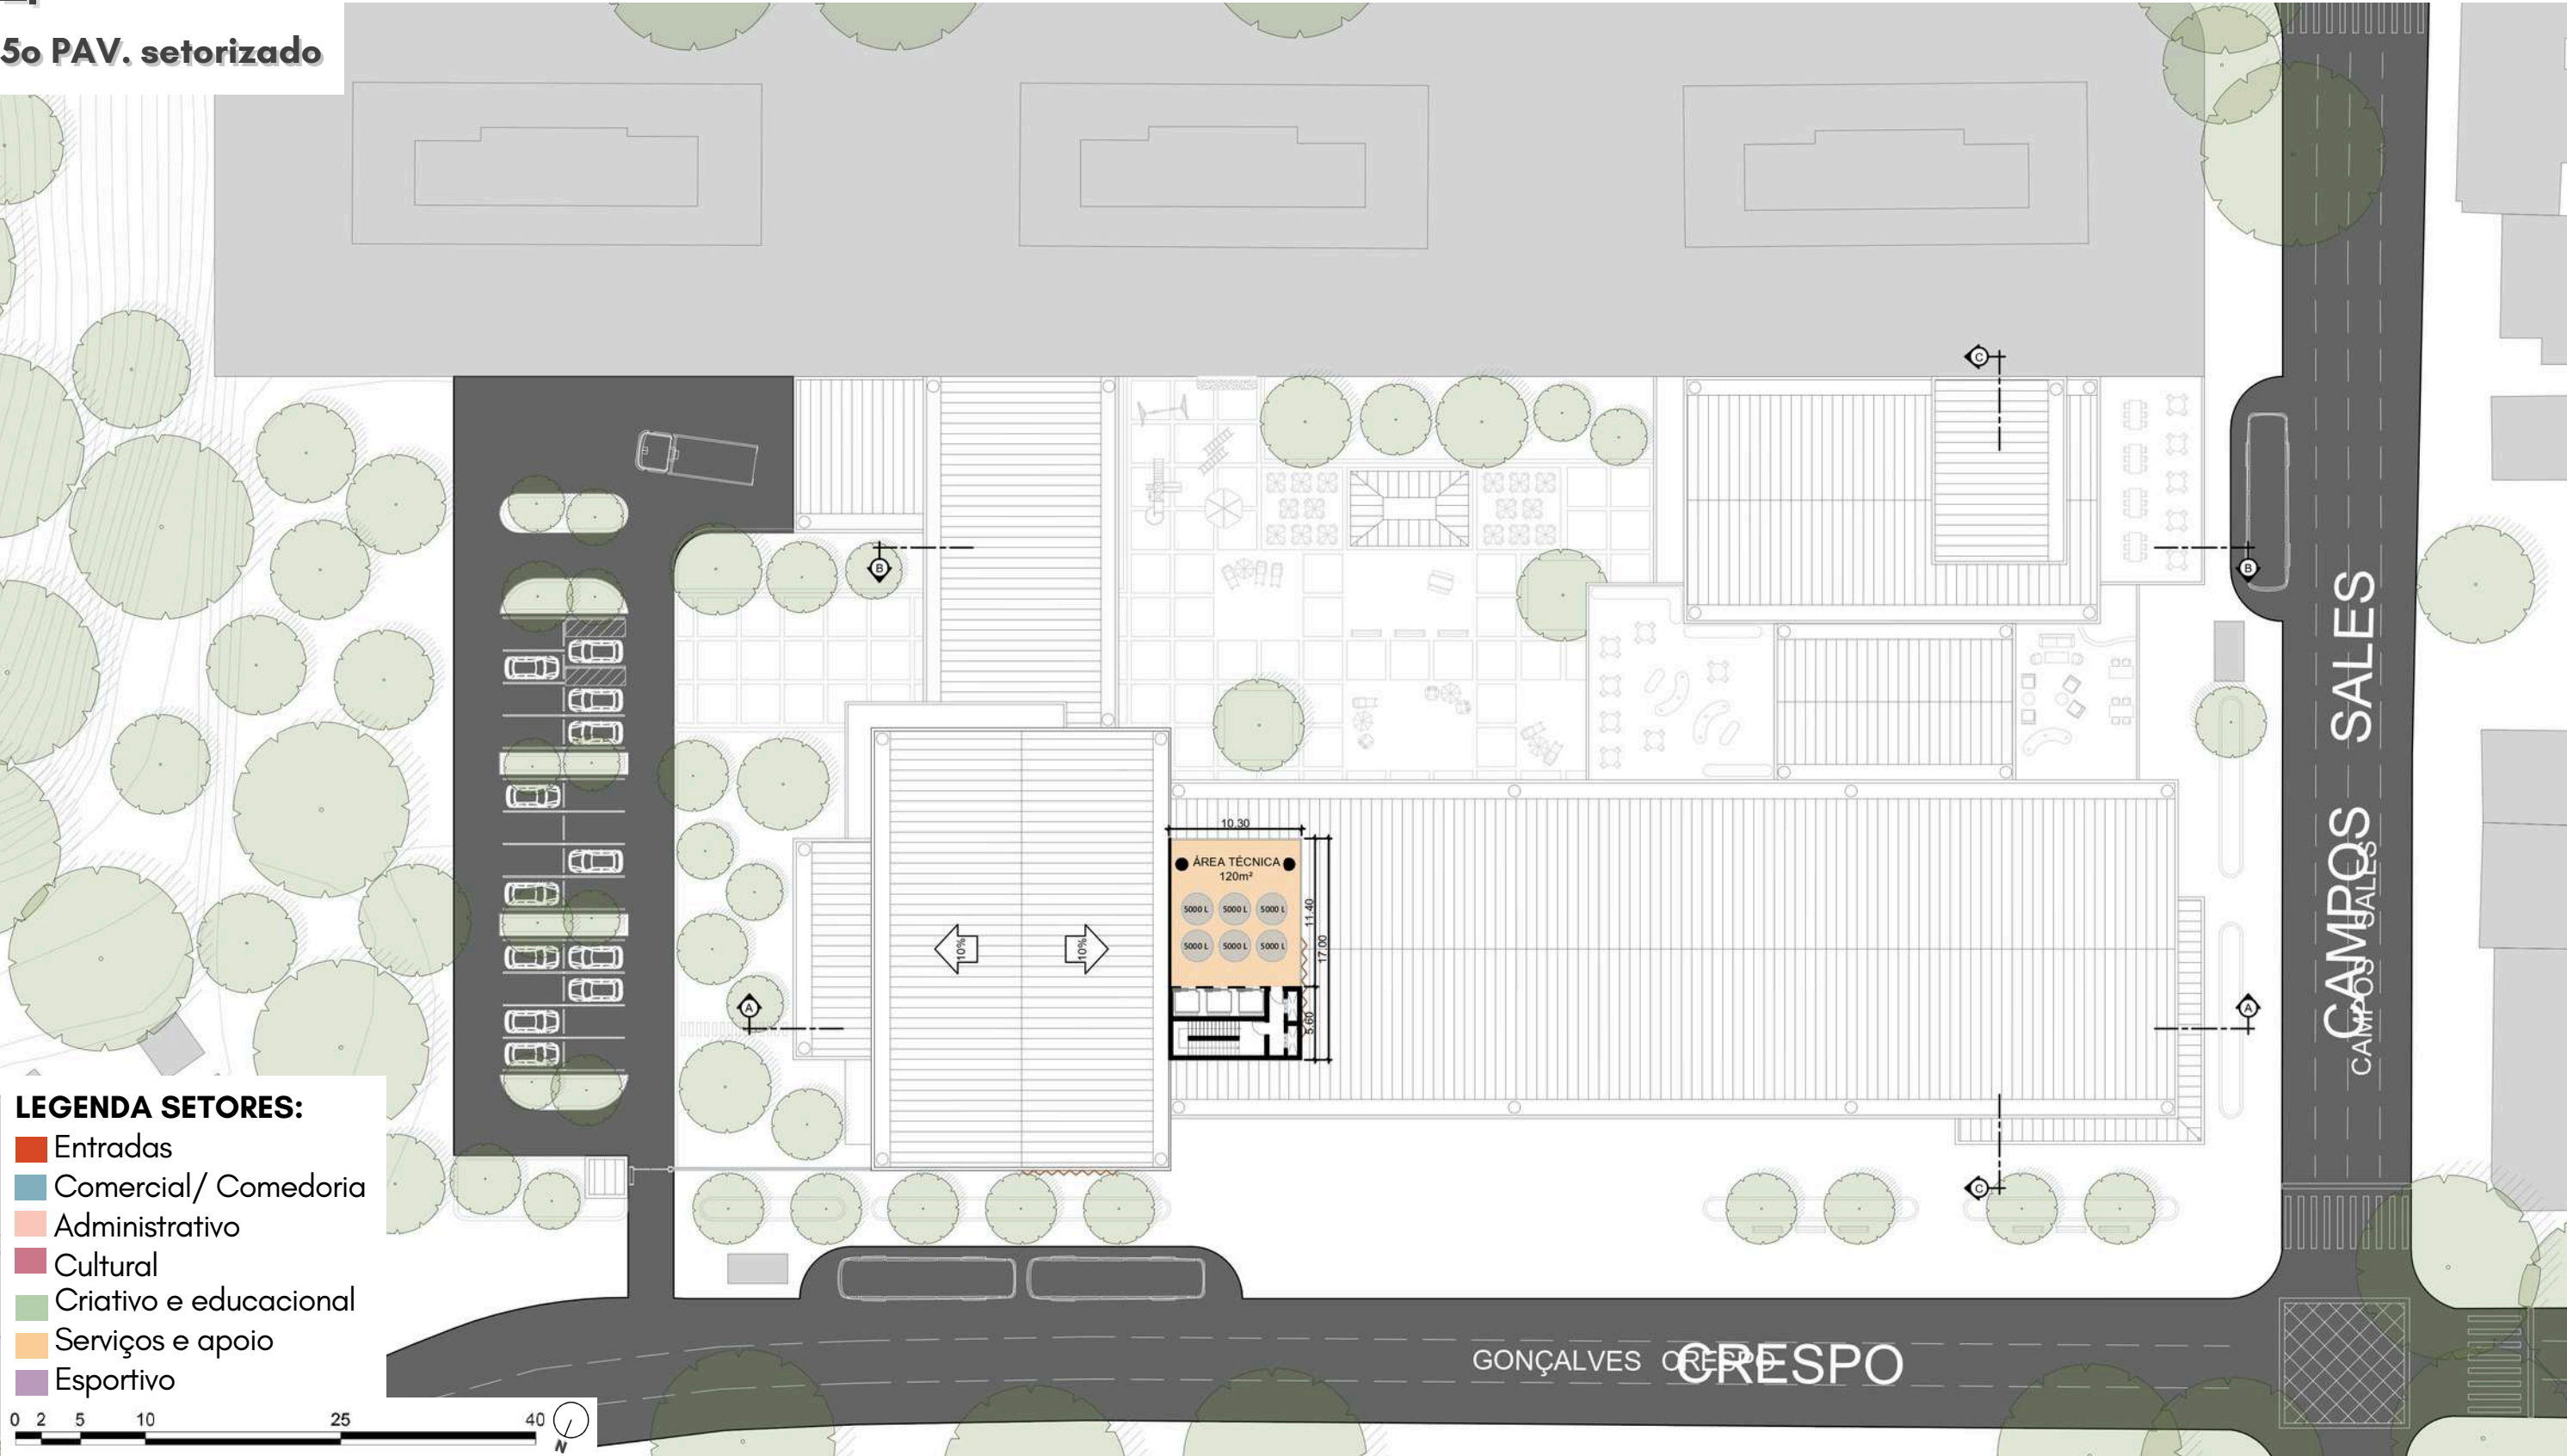 5o PAV. setorizado
C
B
B
10.30
ÁREA TÉCNICA
120m²
5000 L
5000 L
5000 L
5000 L
5000 L
5000 L
11.40
17.00
5.60
10%
10%
A
A
C
CAMPOS SALES
CAMPOS SALES
GONÇALVES CRESPO
CRESPO
LEGENDA SETORES:
Entradas
Comercial/ Comedoria
Administrativo
Cultural
Criativo e educacional
Serviços e apoio
Esportivo
0 2 5 10 25 40
N